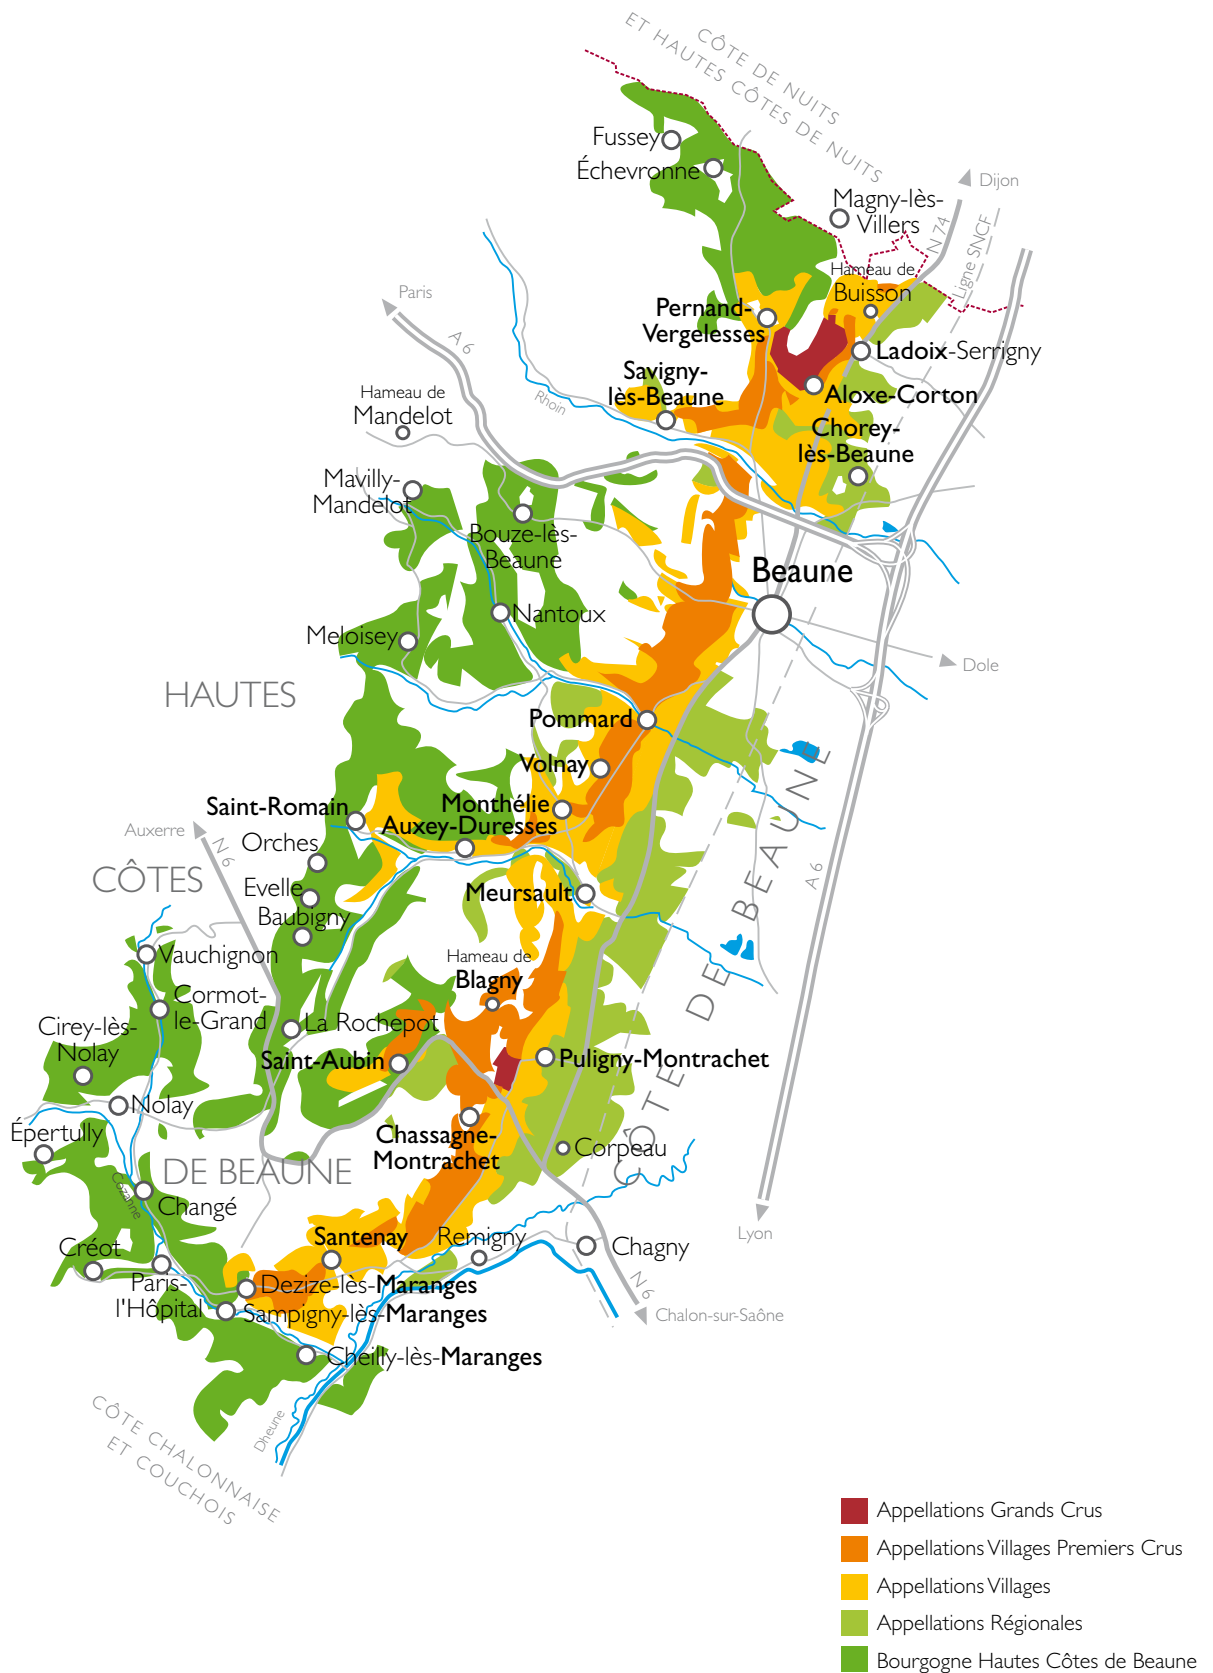 CÔTE DE NUITS
ET HAUTES CÔTES DE NUITS
Fussey
Échevronne
Dijon
Magny-lès-
Villers
N 74
Ligne SNCF
Hameau de
Buisson
Paris
A 6
Pernand-
Vergelesses
Ladoix-Serrigny
Savigny-
lès-Beaune
Aloxe-Corton
Hameau de
Mandelot
Rhoin
Chorey-
lès-Beaune
Mavilly-
Mandelot
Bouze-lès-
Beaune
Beaune
Nantoux
Meloisey
Dole
HAUTES
Pommard
Volnay
Saint-Romain
Monthélie
Auxey-Duresses
Auxerre
N 6
Orches
CÔTES
Evelle
Baubigny
Meursault
A 6
CÔTE DE BEAUNE
Vauchignon
Hameau de
Blagny
Cormot-
le-Grand
La Rochepot
Cirey-lès-
Nolay
Saint-Aubin
Puligny-Montrachet
Nolay
Épertully
Chassagne-
Montrachet
Corpeau
DE BEAUNE
Cozanne
Changé
Lyon
Santenay
Remigny
Chagny
Créot
Paris-
l'Hôpital
Dezize-lès-Maranges
N 6
Sampigny-lès-Maranges
Chalon-sur-Saône
Cheilly-lès-Maranges
Dheune
CÔTE CHALONNAISE
ET COUCHOIS
Appellations Grands Crus
Appellations Villages Premiers Crus
Appellations Villages
Appellations Régionales
Bourgogne Hautes Côtes de Beaune